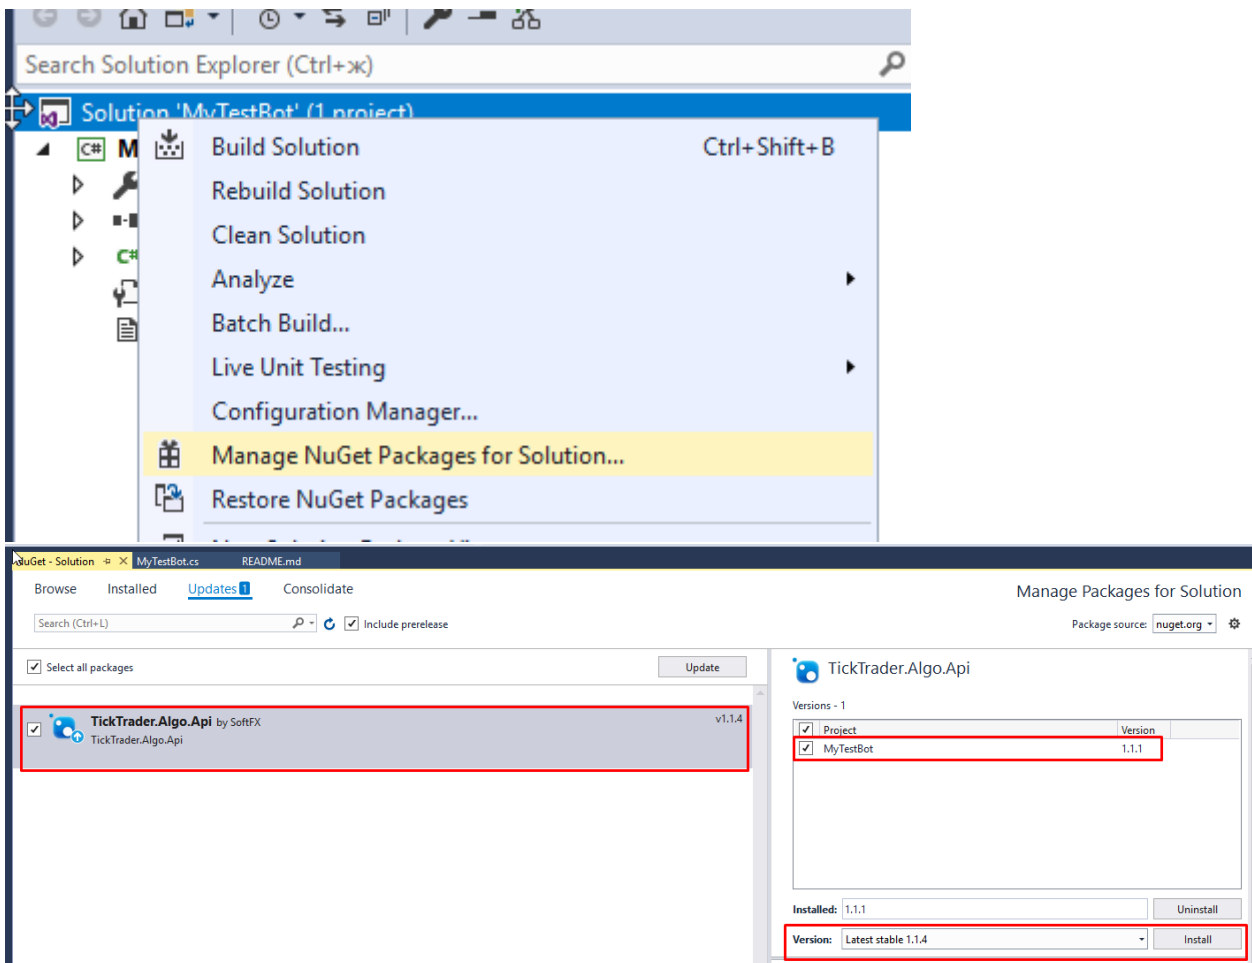 Search Solution Explorer (Ctrl+ж)
Solution 'MyTestBot' (1 project)
C# M
Build Solution Ctrl+Shift+B
Rebuild Solution
Clean Solution
C#
Analyze
Batch Build...
Live Unit Testing
Configuration Manager...
Manage NuGet Packages for Solution...
Restore NuGet Packages
NuGet - Solution MyTestBot.cs README.md
Browse Installed Updates 1 Consolidate
Manage Packages for Solution
Search (Ctrl+L) Include prerelease
Package source: nuget.org
Select all packages Update
TickTrader.Algo.Api by SoftFX v1.1.4
TickTrader.Algo.Api
TickTrader.Algo.Api
Versions - 1
Project Version
MyTestBot 1.1.1
Installed: 1.1.1 Uninstall
Version: Latest stable 1.1.4 Install